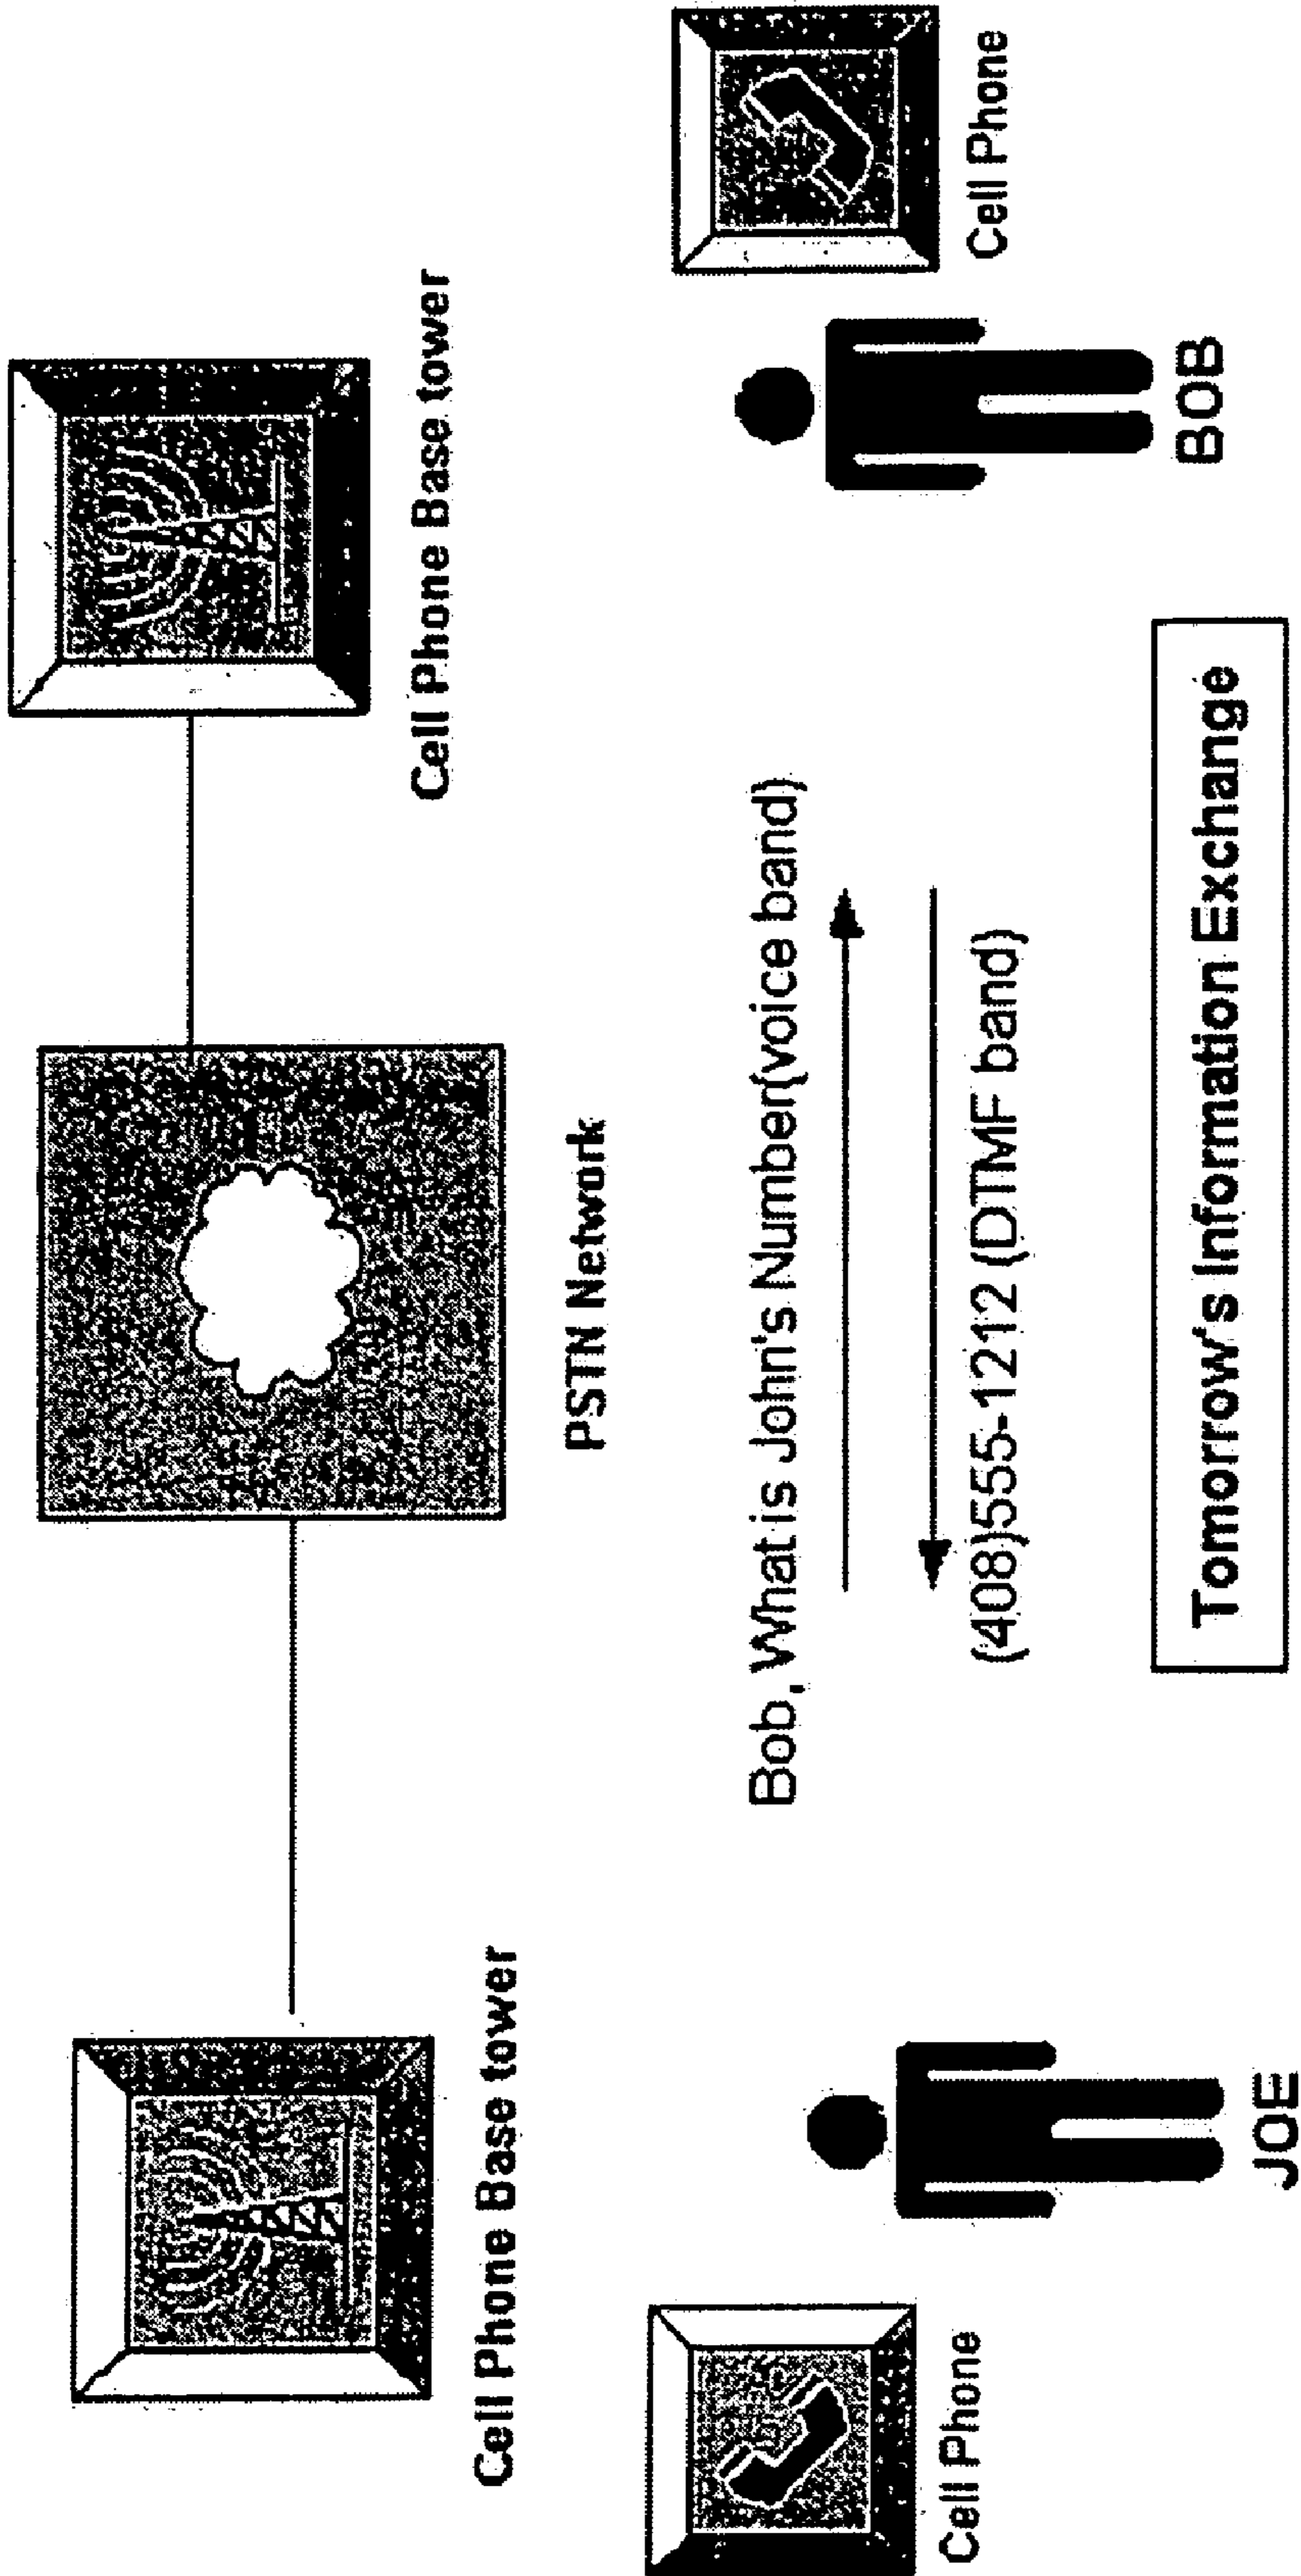 Cell Phone Base tower
PSTN Network
Cell Phone Base tower
Cell Phone
JOE
Bob, What is John's Number(voice band)
(408)555-1212 (DTMF band)
BOB
Cell Phone
Tomorrow's Information Exchange